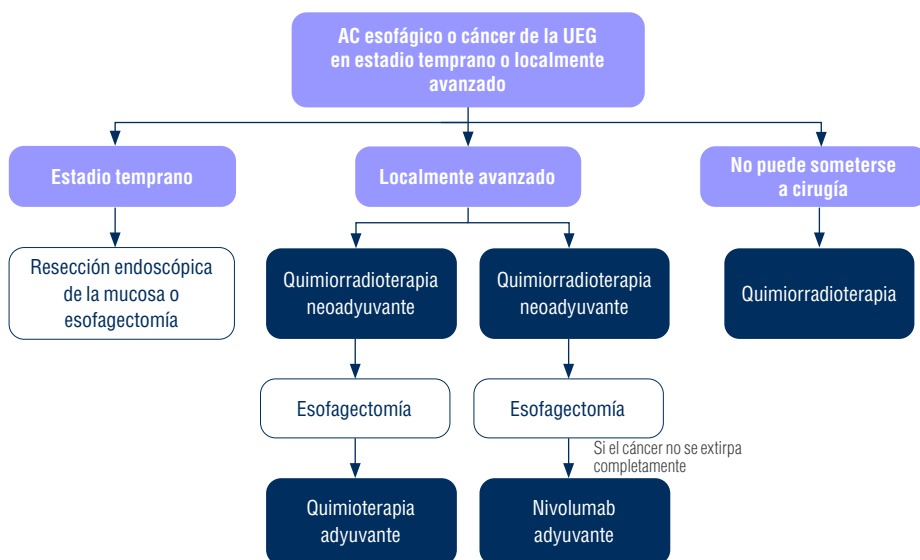 AC esofágico o cáncer de la UEG
en estadio temprano o localmente
avanzado
Estadio temprano
Localmente avanzado
No puede someterse
a cirugía
Resección endoscópica
de la mucosa o
esofagectomía
Quimiorradioterapia
neoadyuvante
Quimiorradioterapia
neoadyuvante
Quimiorradioterapia
Esofagectomía
Esofagectomía
Si el cáncer no se extirpa
completamente
Quimioterapia
adyuvante
Nivolumab
adyuvante